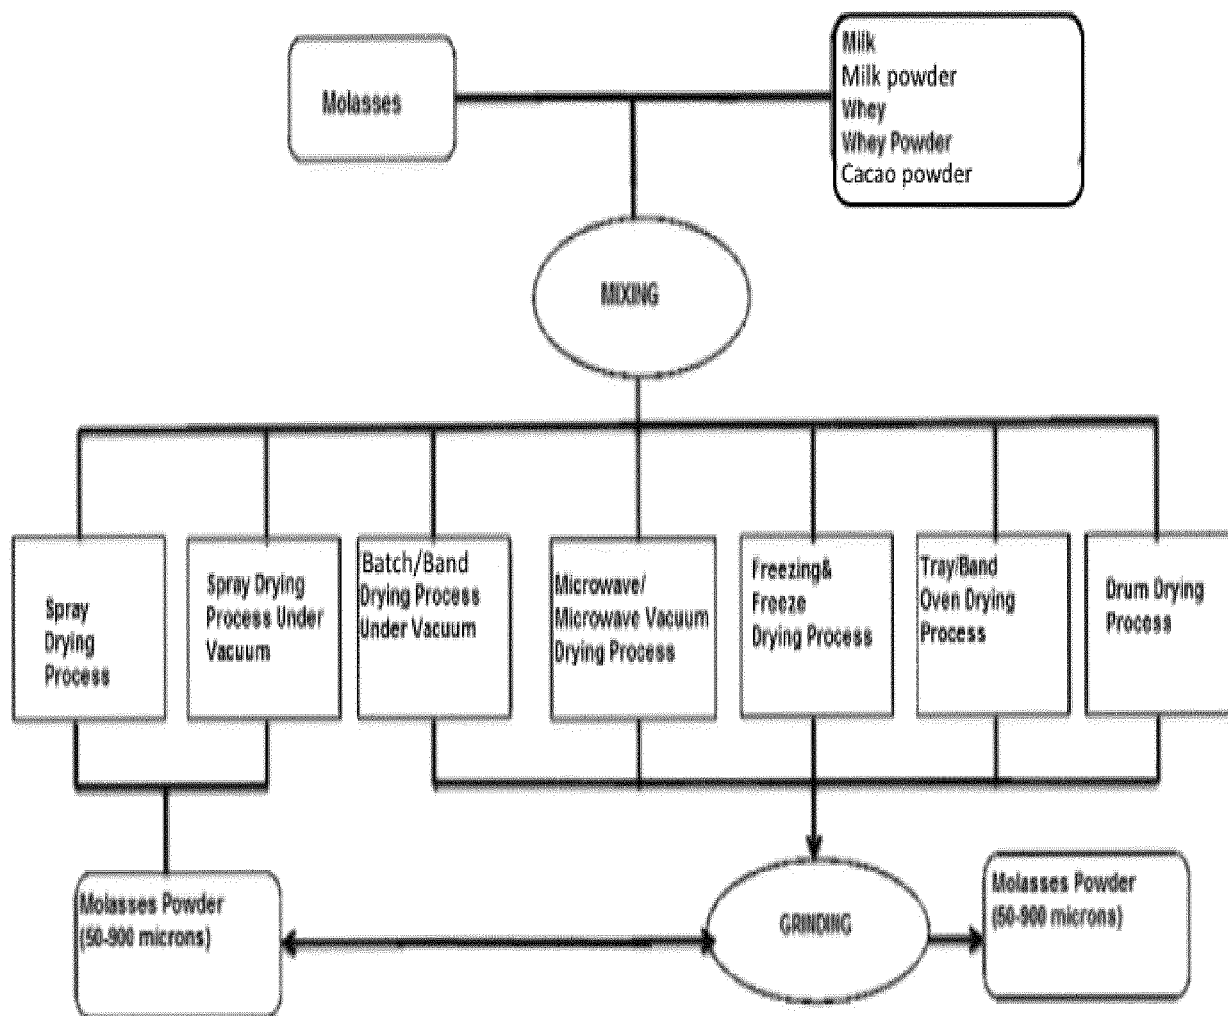 Molasses
Milk
Milk powder
Whey
Whey Powder
Cacao powder
MIXING
Spray
Drying
Process
Spray Drying
Process Under
Vacuum
Batch/Band
Drying Process
Under Vacuum
Microwave/
Microwave Vacuum
Drying Process
Freezing&
Freeze
Drying Process
Tray/Band
Oven Drying
Process
Drum Drying
Process
Molasses Powder
(50-900 microns)
GRINDING
Molasses Powder
(50-900 microns)